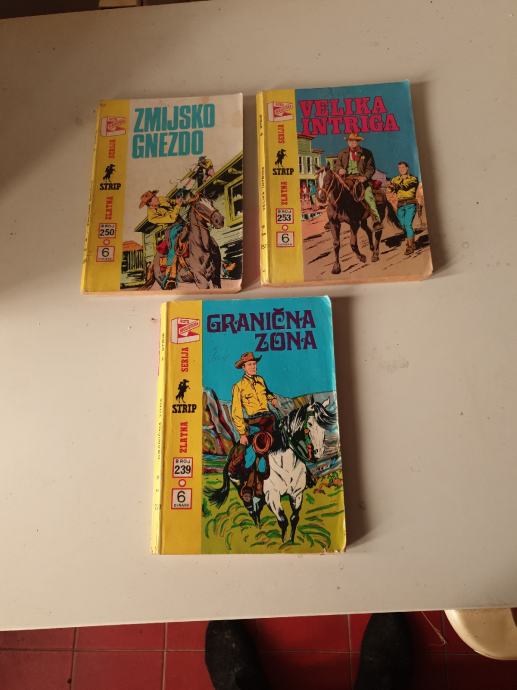 ZMIJSKO
GNEZDO
ZLATNA STRIP SERIJA
BROJ
250
6
VELIKA
INTRIGA
ZLATNA STRIP SERIJA
BROJ
253
6
GRANIČNA
ZONA
ZLATNA STRIP SERIJA
BROJ
239
6
DINARA